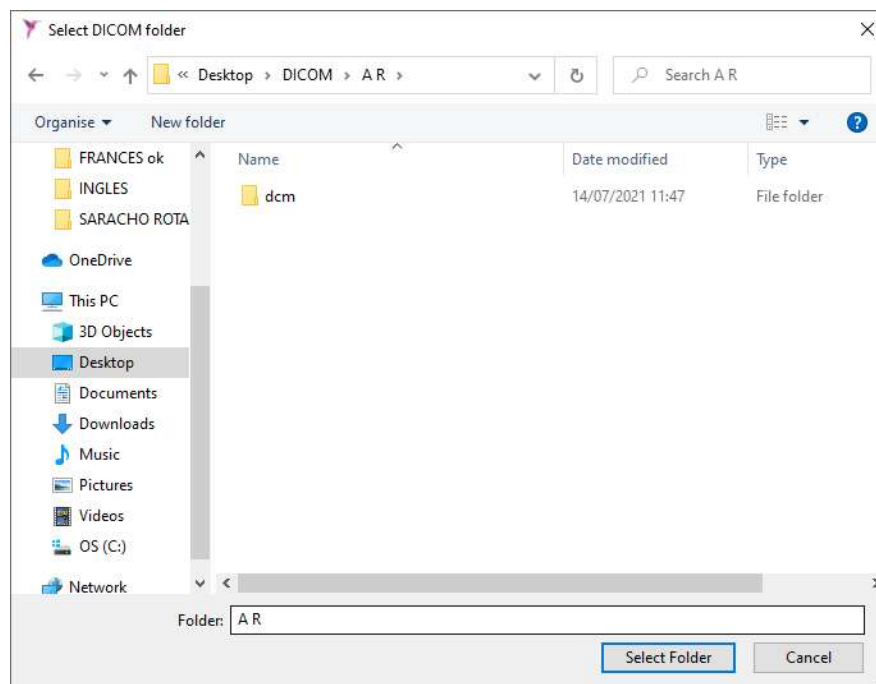 Select DICOM folder
« Desktop › DICOM › A R ›
Search A R
Organise
New folder
?
Name
Date modified
Type
FRANCES ok
INGLES
SARACHO ROTA
OneDrive
This PC
3D Objects
Desktop
Documents
Downloads
Music
Pictures
Videos
OS (C:)
Network
dcm
14/07/2021 11:47
File folder
Folder: A R
Select Folder
Cancel